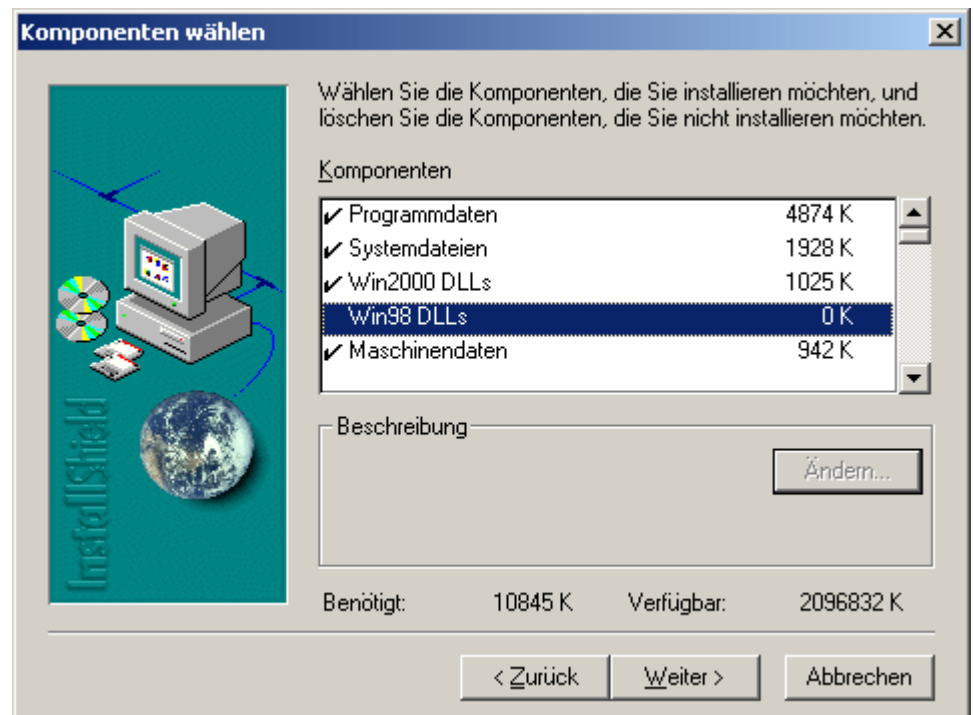 Komponenten wählen
Wählen Sie die Komponenten, die Sie installieren möchten, und
löschen Sie die Komponenten, die Sie nicht installieren möchten.
Komponenten
Programmdaten 4874 K
Systemdateien 1928 K
Win2000 DLLs 1025 K
Win98 DLLs 0 K
Maschinendaten 942 K
Beschreibung
Ändern...
InstallShield
Benötigt: 10845 K Verfügbar: 2096832 K
< Zurück Weiter > Abbrechen